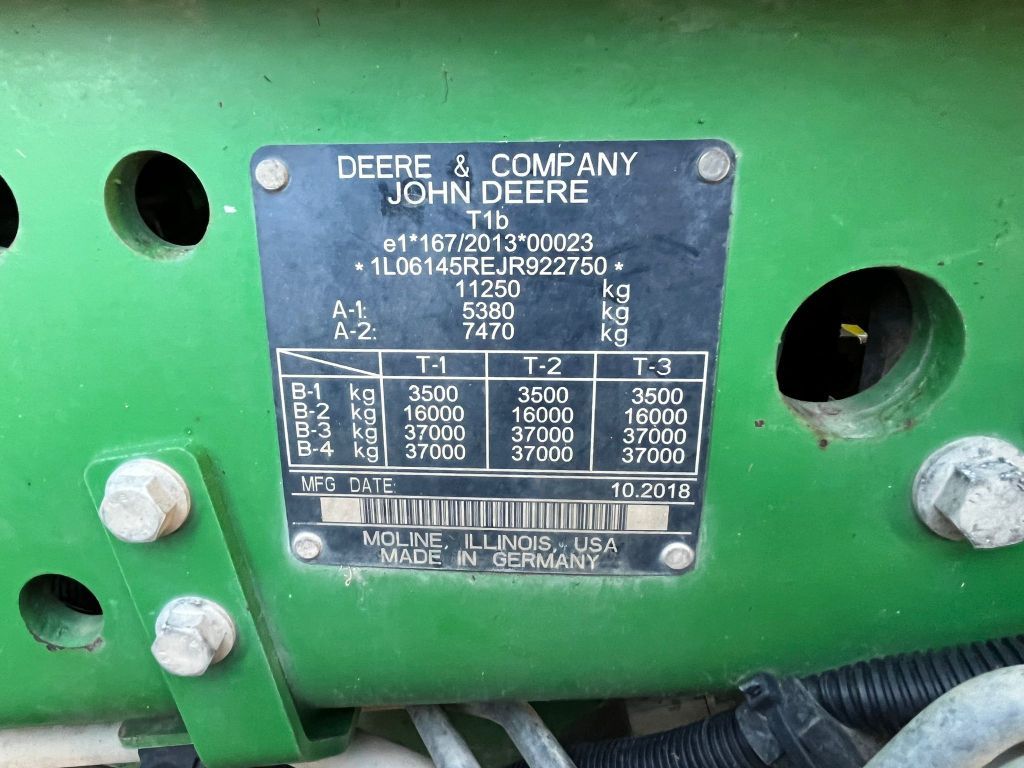 DEERE & COMPANY
JOHN DEERE
T1b
e1*167/2013*00023
* 1L06145REJR922750 *
11250 kg
A-1: 5380 kg
A-2: 7470 kg
T-1 T-2 T-3
B-1 kg 3500 3500 3500
B-2 kg 16000 16000 16000
B-3 kg 37000 37000 37000
B-4 kg 37000 37000 37000
MFG DATE: 10.2018
MOLINE, ILLINOIS, USA
MADE IN GERMANY